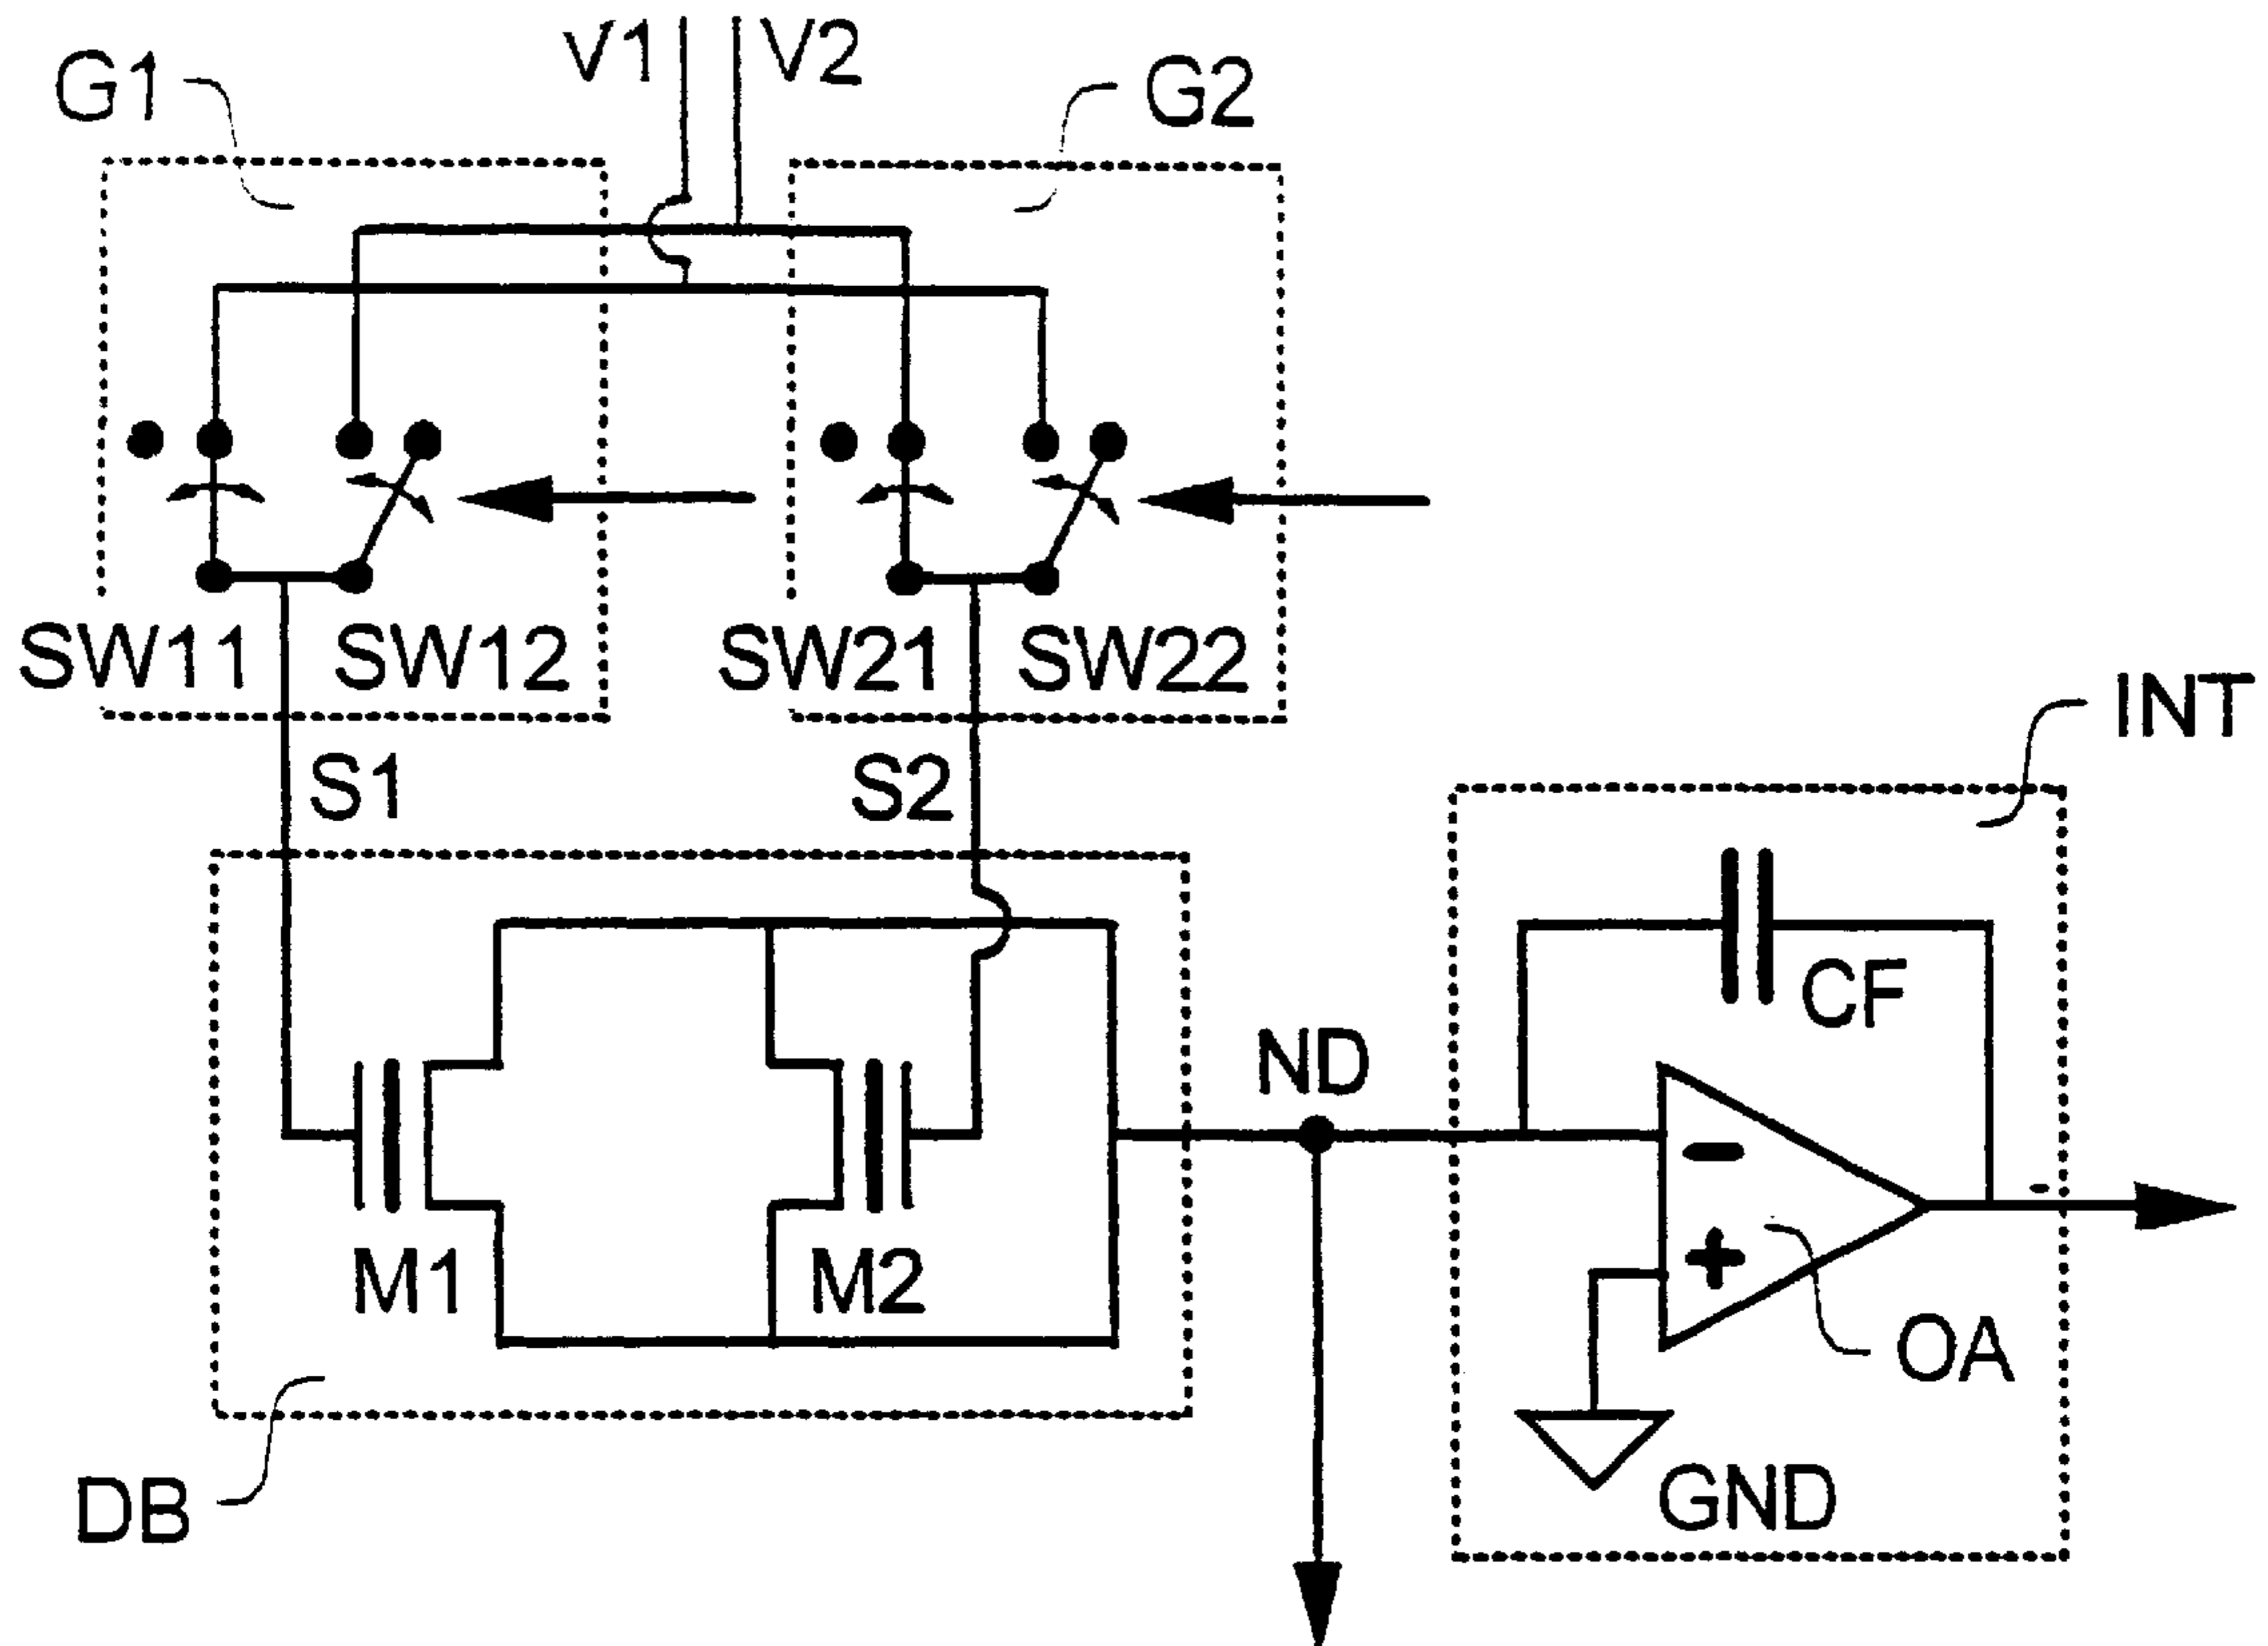 V1 V2
G1
G2
SW11 SW12 SW21 SW22
INT
S1 S2
CF
ND
-
+
M1 M2
OA
GND
DB